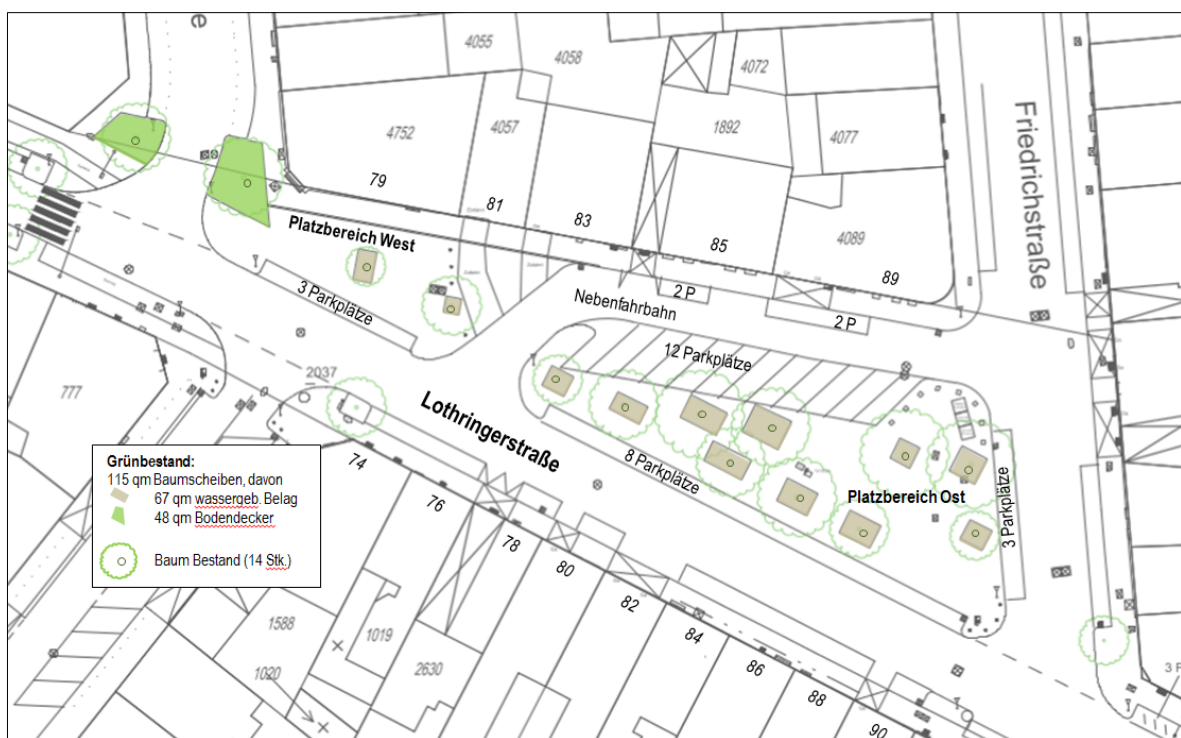 e
4055
4058
4072
4752
4057
1892
4077
4089
Friedrichstraße
79
81
83
85
89
Platzbereich West
3 Parkplätze
Nebenfahrbahn
2 P
2 P
12 Parkplätze
2037
777
Lothringerstraße
8 Parkplätze
Platzbereich Ost
3 Parkplätze
Grünbestand:
115 qm Baumscheiben, davon
67 qm wassergeb. Belag
48 qm Bodendecker
Baum Bestand (14 Stk.)
74
76
78
80
82
84
86
88
90
1588
1019
1020
2630
3 P